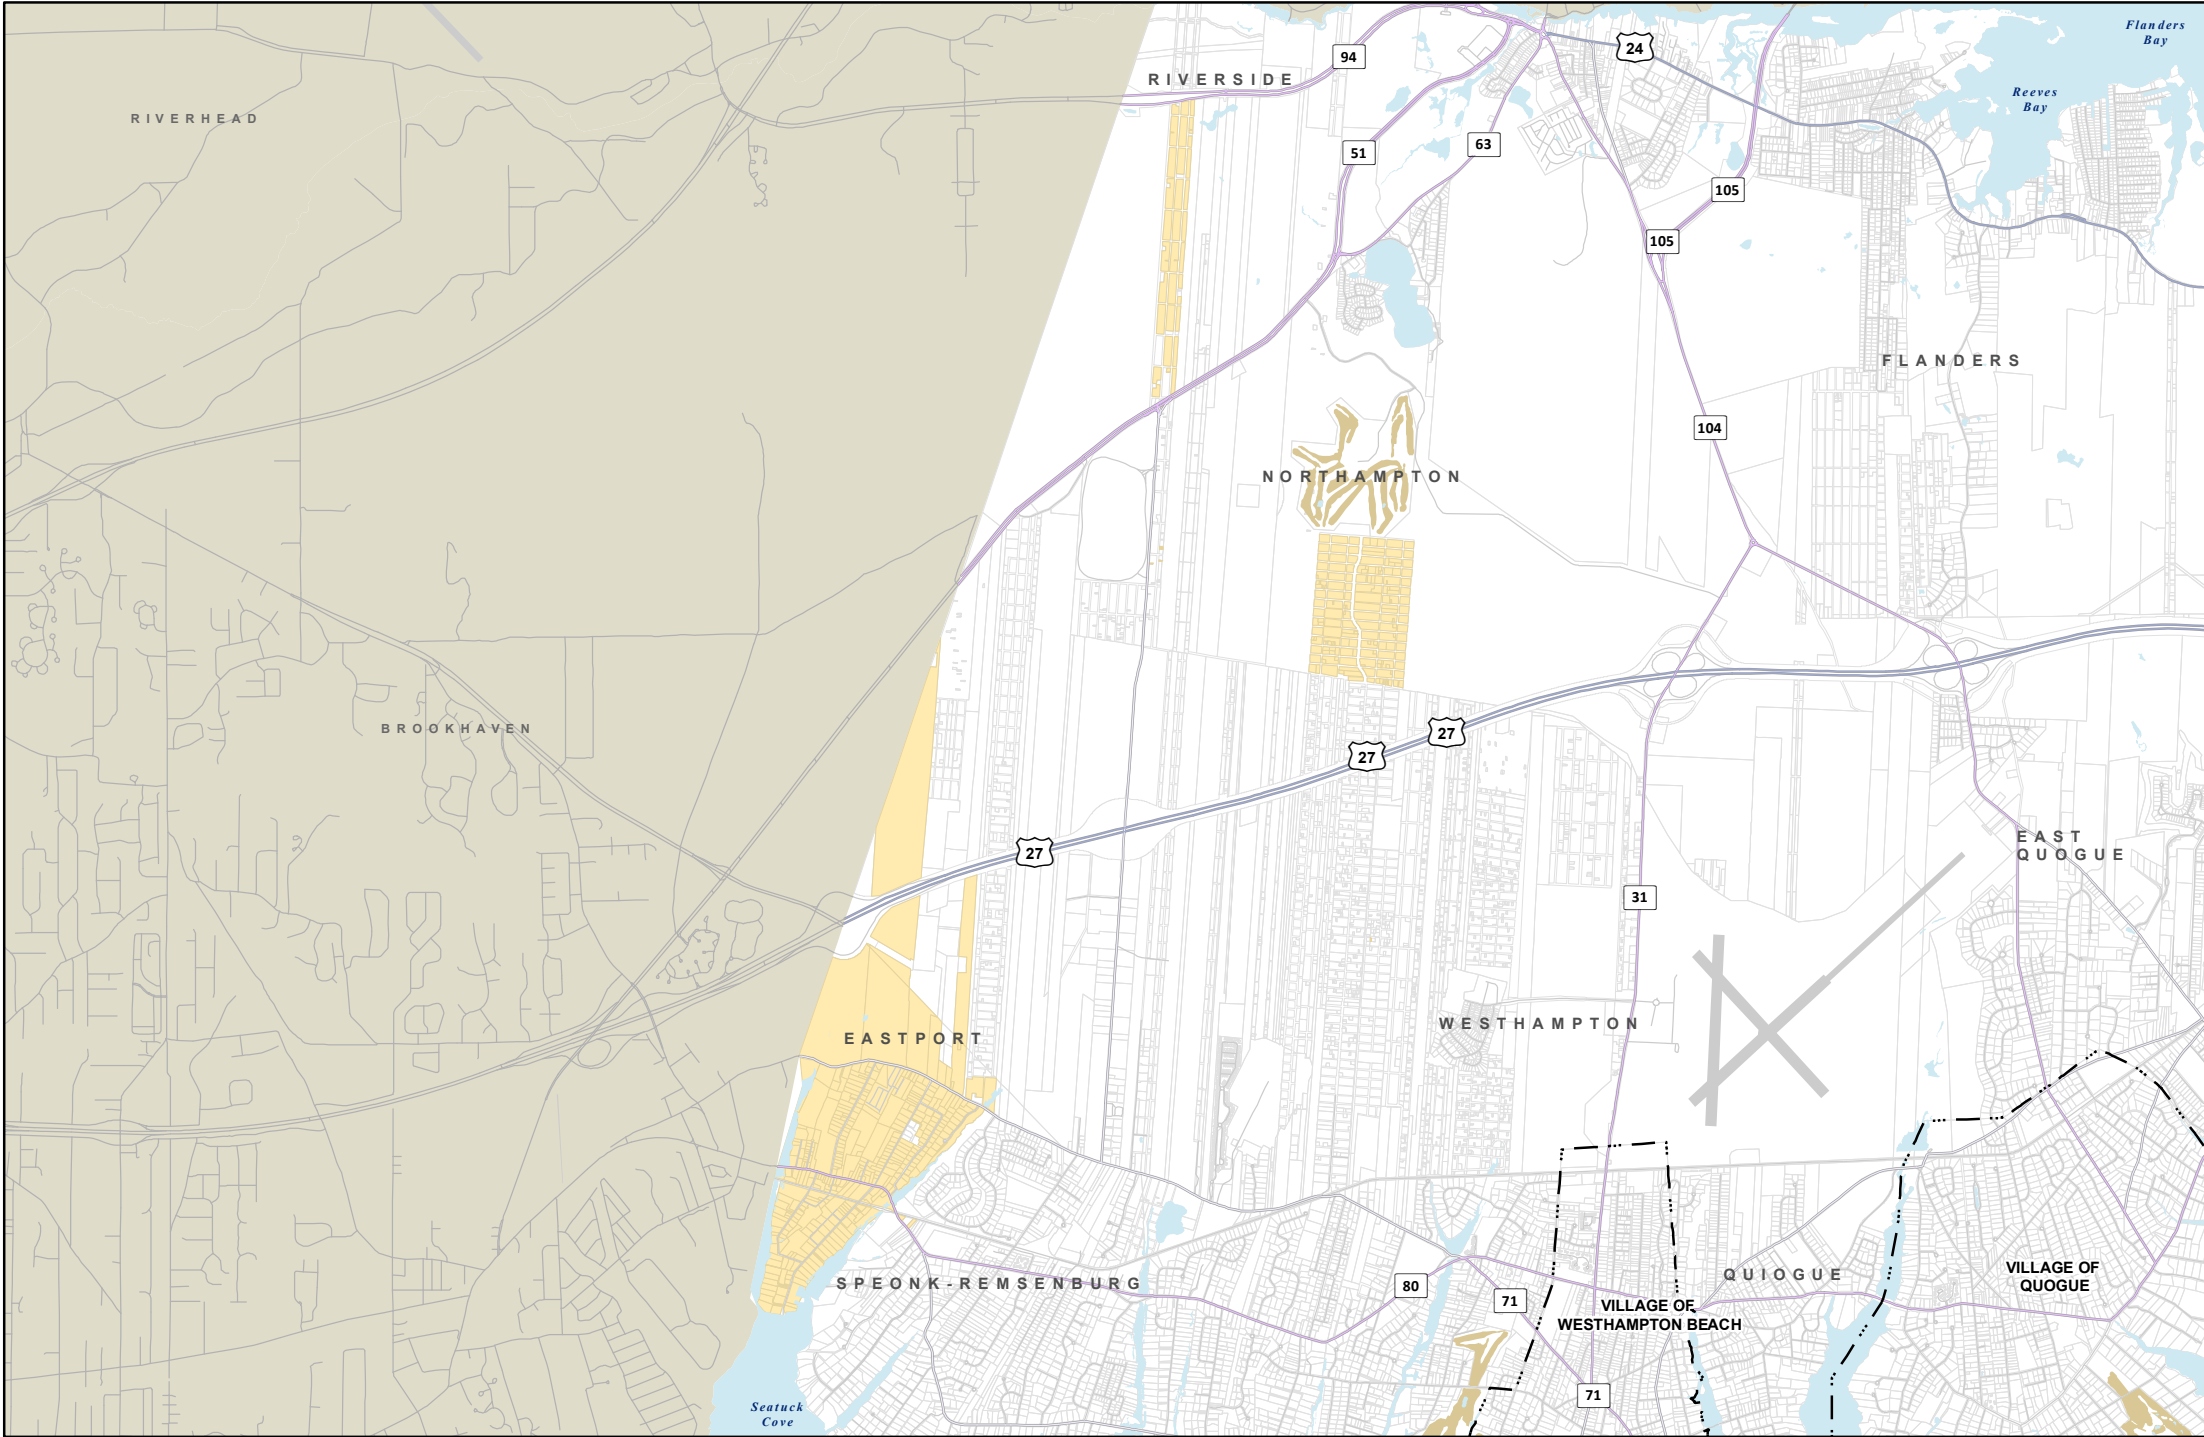 Flanders
Bay
24
94
RIVERSIDE
Reeves
Bay
RIVERHEAD
63
51
105
105
FLANDERS
104
NORTHAMPTON
BROOKHAVEN
27
27
EAST
QUOGUE
27
31
WESTHAMPTON
EASTPORT
VILLAGE OF
QUOGUE
QUIOGUE
SPEONK-REMSENBURG
80
71
VILLAGE OF
WESTHAMPTON BEACH
71
Seatuck
Cove